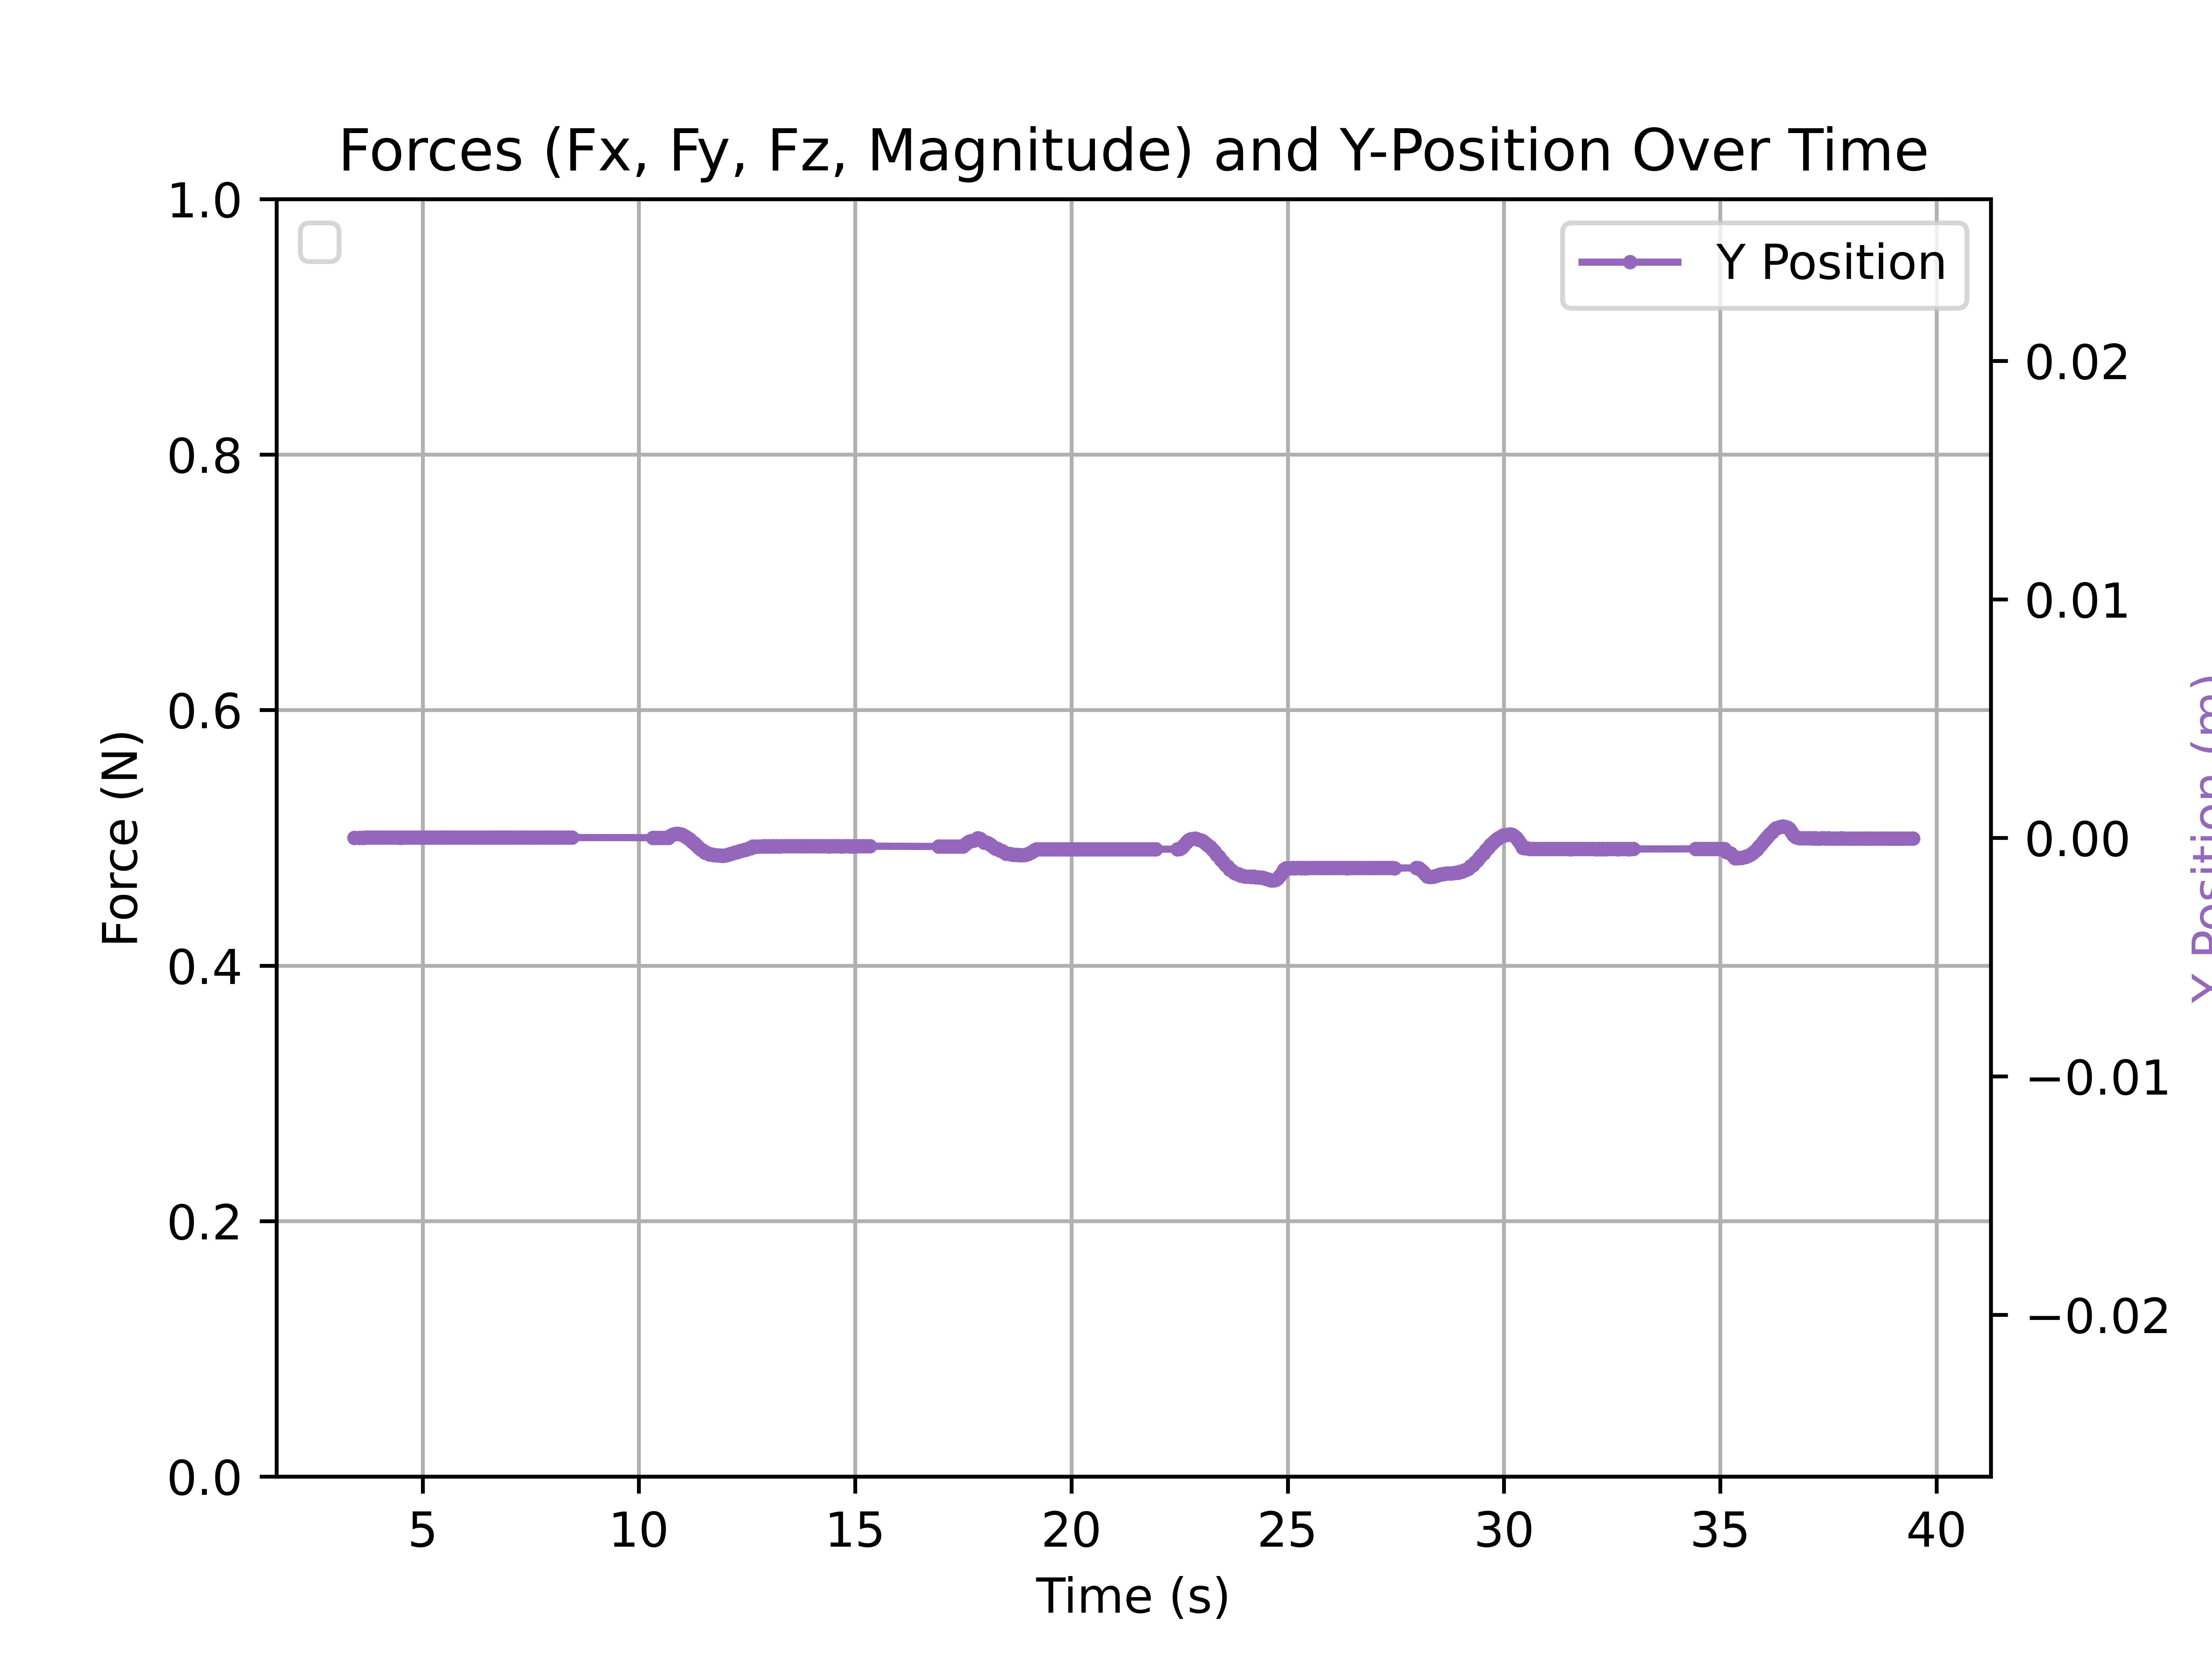 Forces (Fx, Fy, Fz, Magnitude) and Y-Position Over Time
1.0
0.8
0.6
0.4
0.2
0.0
Force (N)
Y Position
0.02
0.01
0.00
−0.01
−0.02
Y Position (m)
5 10 15 20 25 30 35 40
Time (s)